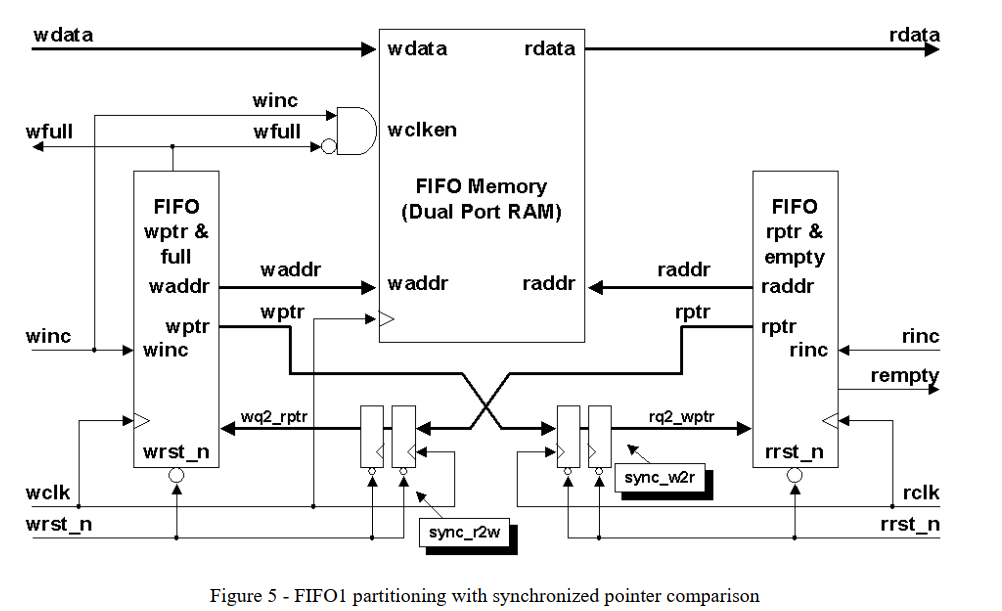 wdata
wdata
rdata
rdata
winc
wfull
wfull
wclken
FIFO Memory
(Dual Port RAM)
FIFO
wptr &
full
FIFO
rptr &
empty
waddr
waddr
waddr
raddr
raddr
raddr
wptr
wptr
rptr
rptr
winc
winc
rinc
rinc
rempty
wq2_rptr
rq2_wptr
wrst_n
rrst_n
sync_w2r
wclk
rclk
wrst_n
sync_r2w
rrst_n
Figure 5 - FIFO1 partitioning with synchronized pointer comparison